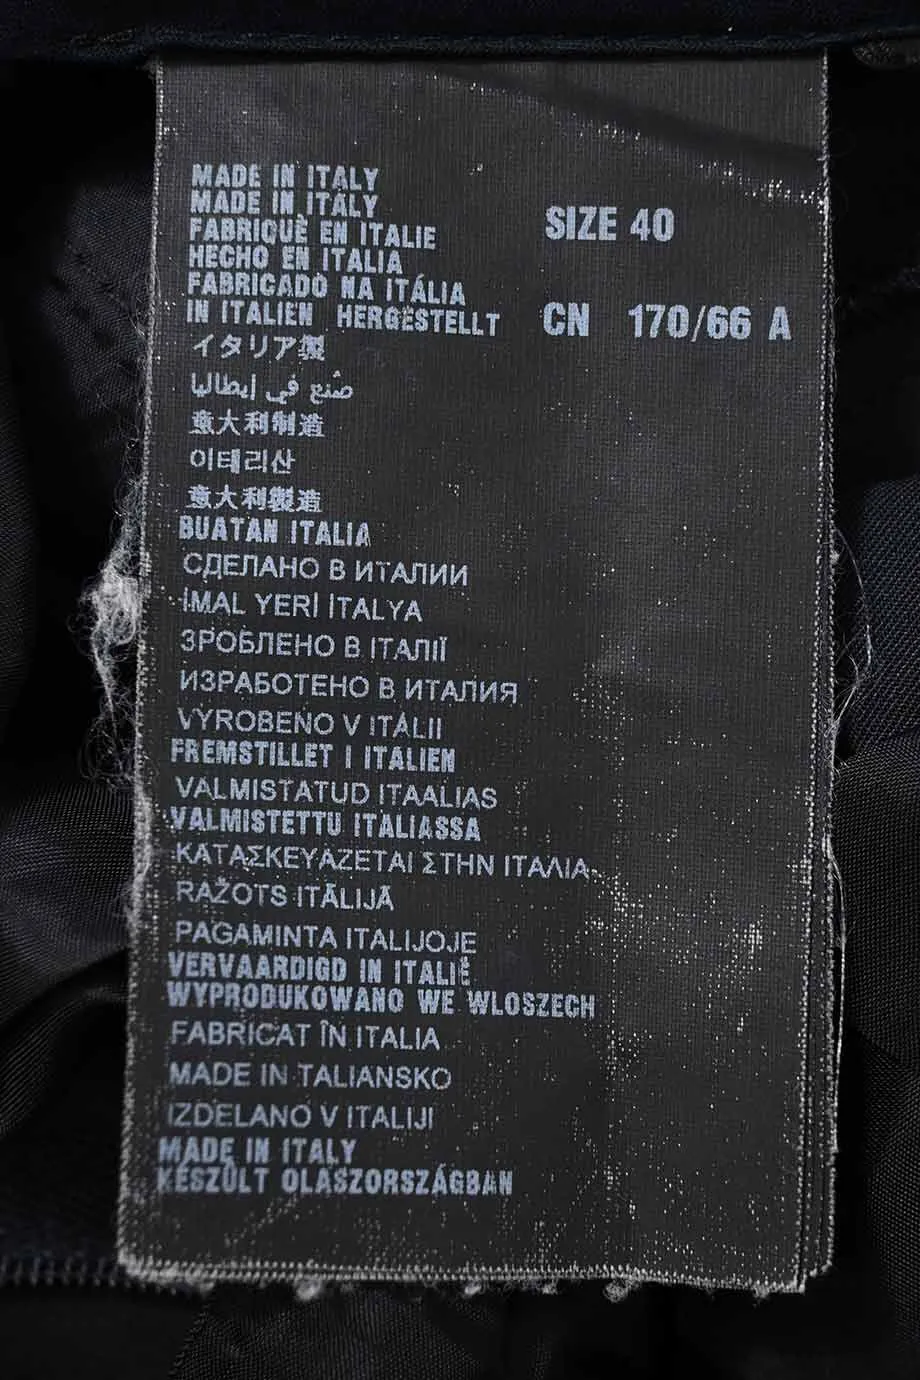 MADE IN ITALY
MADE IN ITALY
FABRIQUÈ EN ITALIE
HECHO EN ITALIA
FABRICADO NA ITÁLIA
IN ITALIEN HERGESTELLT
イタリア製
صنع في إيطاليا
意大利制造
이태리산
意大利製造
BUATAN ITALIA
СДЕЛАНО В ИТАЛИИ
İMAL YERİ İTALYA
ЗРОБЛЕНО В ІТАЛІЇ
ИЗРАБОТЕНО В ИТАЛИЯ
VYROBENO V ITÁLII
FREMSTILLET I ITALIEN
VALMISTATUD ITAALIAS
VALMISTETTU ITALIASSA
ΚΑΤΑΣΚΕΥΑΖΕΤΑΙ ΣΤΗΝ ΙΤΑΛΙΑ
RAŽOTS ITĀLIJĀ
PAGAMINTA ITALIJOJE
VERVAARDIGD IN ITALIË
WYPRODUKOWANO WE WLOSZECH
FABRICAT ÎN ITALIA
MADE IN TALIANSKO
IZDELANO V ITALIJI
MADE IN ITALY
KÉSZÜLT OLASZORSZÁGBAN
SIZE 40
CN 170/66 A